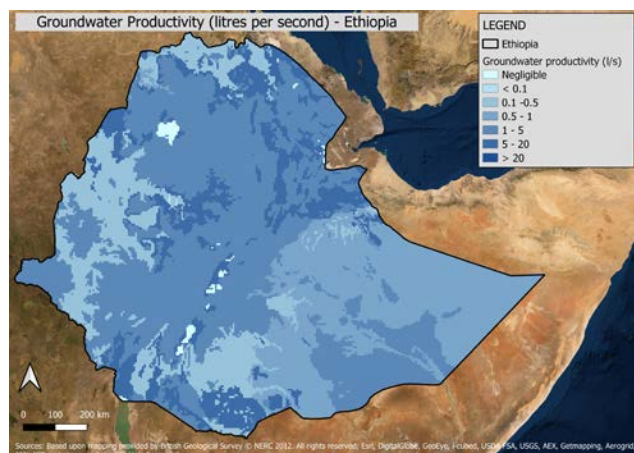 Groundwater Productivity (litres per second) - Ethiopia
LEGEND
Ethiopia
Groundwater productivity (l/s)
Negligible
< 0.1
0.1 -0.5
0.5 - 1
1 - 5
5 - 20
> 20
0 100 200 km
Sources: Based upon mapping provided by British Geological Survey © NERC 2012. All rights reserved; Esri, DigitalGlobe, GeoEye, i-cubed, USDA FSA, USGS, AEX, Getmapping, Aerogrid